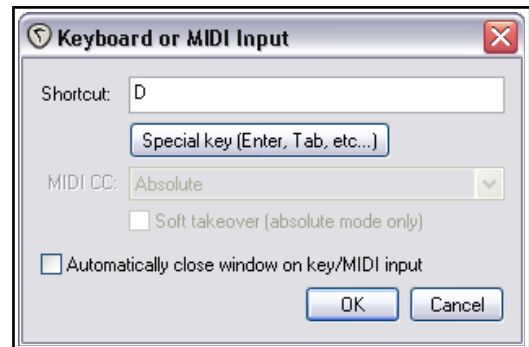 Keyboard or MIDI Input
Shortcut: D
Special key (Enter, Tab, etc...)
MIDI CC: Absolute
Soft takeover (absolute mode only)
Automatically close window on key/MIDI input
OK Cancel